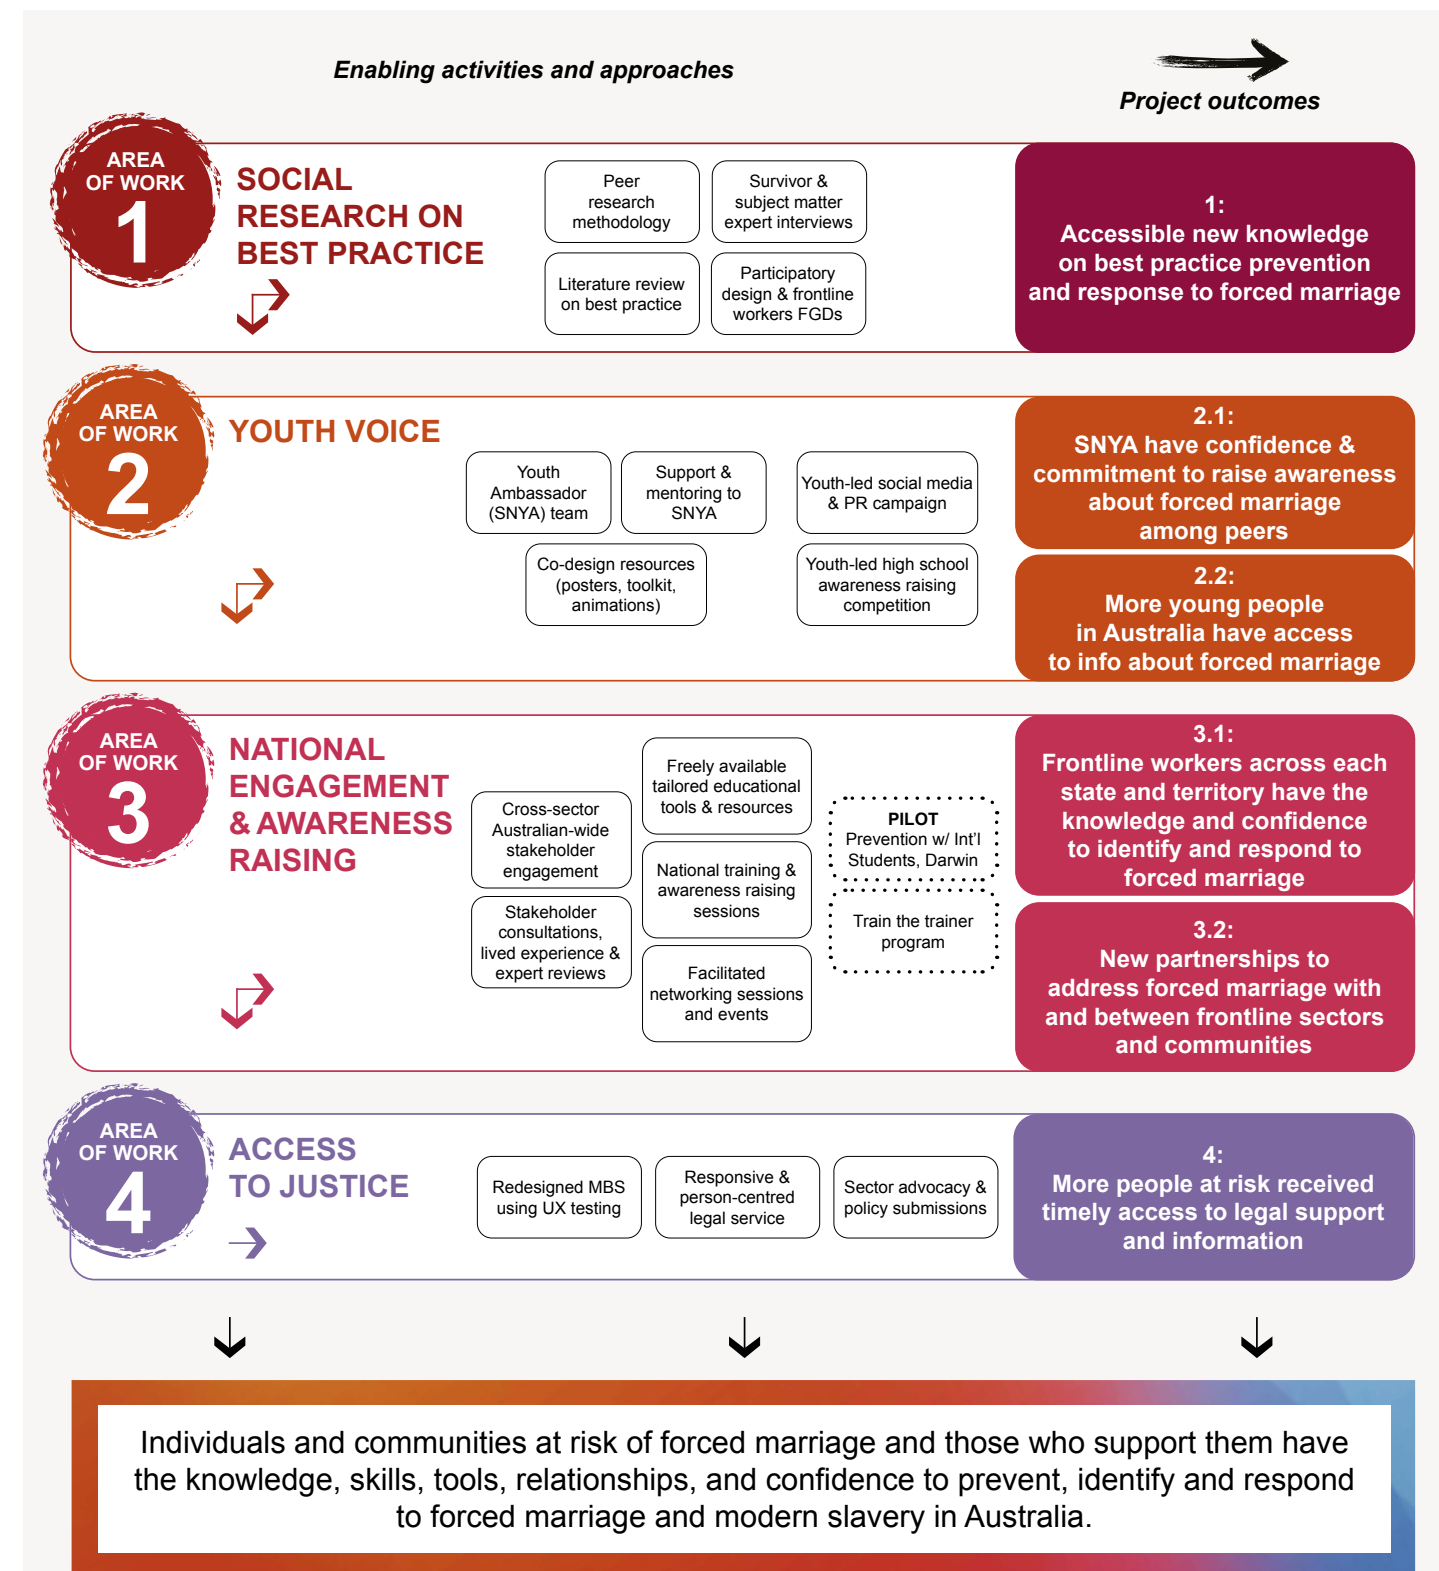 Enabling activities and approaches
Project outcomes
AREA
OF WORK
1
SOCIAL
RESEARCH ON
BEST PRACTICE
Peer
research
methodology
Survivor &
subject matter
expert interviews
Literature review
on best practice
Participatory
design & frontline
workers FGDs
1:
Accessible new knowledge
on best practice prevention
and response to forced marriage
AREA
OF WORK
2
YOUTH VOICE
Youth
Ambassador
(SNYA) team
Support &
mentoring to
SNYA
Youth-led social media
& PR campaign
Co-design resources
(posters, toolkit,
animations)
Youth-led high school
awareness raising
competition
2.1:
SNYA have confidence &
commitment to raise awareness
about forced marriage
among peers
2.2:
More young people
in Australia have access
to info about forced marriage
AREA
OF WORK
3
NATIONAL
ENGAGEMENT
& AWARENESS
RAISING
Cross-sector
Australian-wide
stakeholder
engagement
Stakeholder
consultations,
lived experience &
expert reviews
Freely available
tailored educational
tools & resources
National training &
awareness raising
sessions
Facilitated
networking sessions
and events
PILOT
Prevention w/ Int'l
Students, Darwin
Train the trainer
program
3.1:
Frontline workers across each
state and territory have the
knowledge and confidence
to identify and respond to
forced marriage
3.2:
New partnerships to
address forced marriage with
and between frontline sectors
and communities
AREA
OF WORK
4
ACCESS
TO JUSTICE
Redesigned MBS
using UX testing
Responsive &
person-centred
legal service
Sector advocacy &
policy submissions
4:
More people at risk received
timely access to legal support
and information
Individuals and communities at risk of forced marriage and those who support them have
the knowledge, skills, tools, relationships, and confidence to prevent, identify and respond
to forced marriage and modern slavery in Australia.